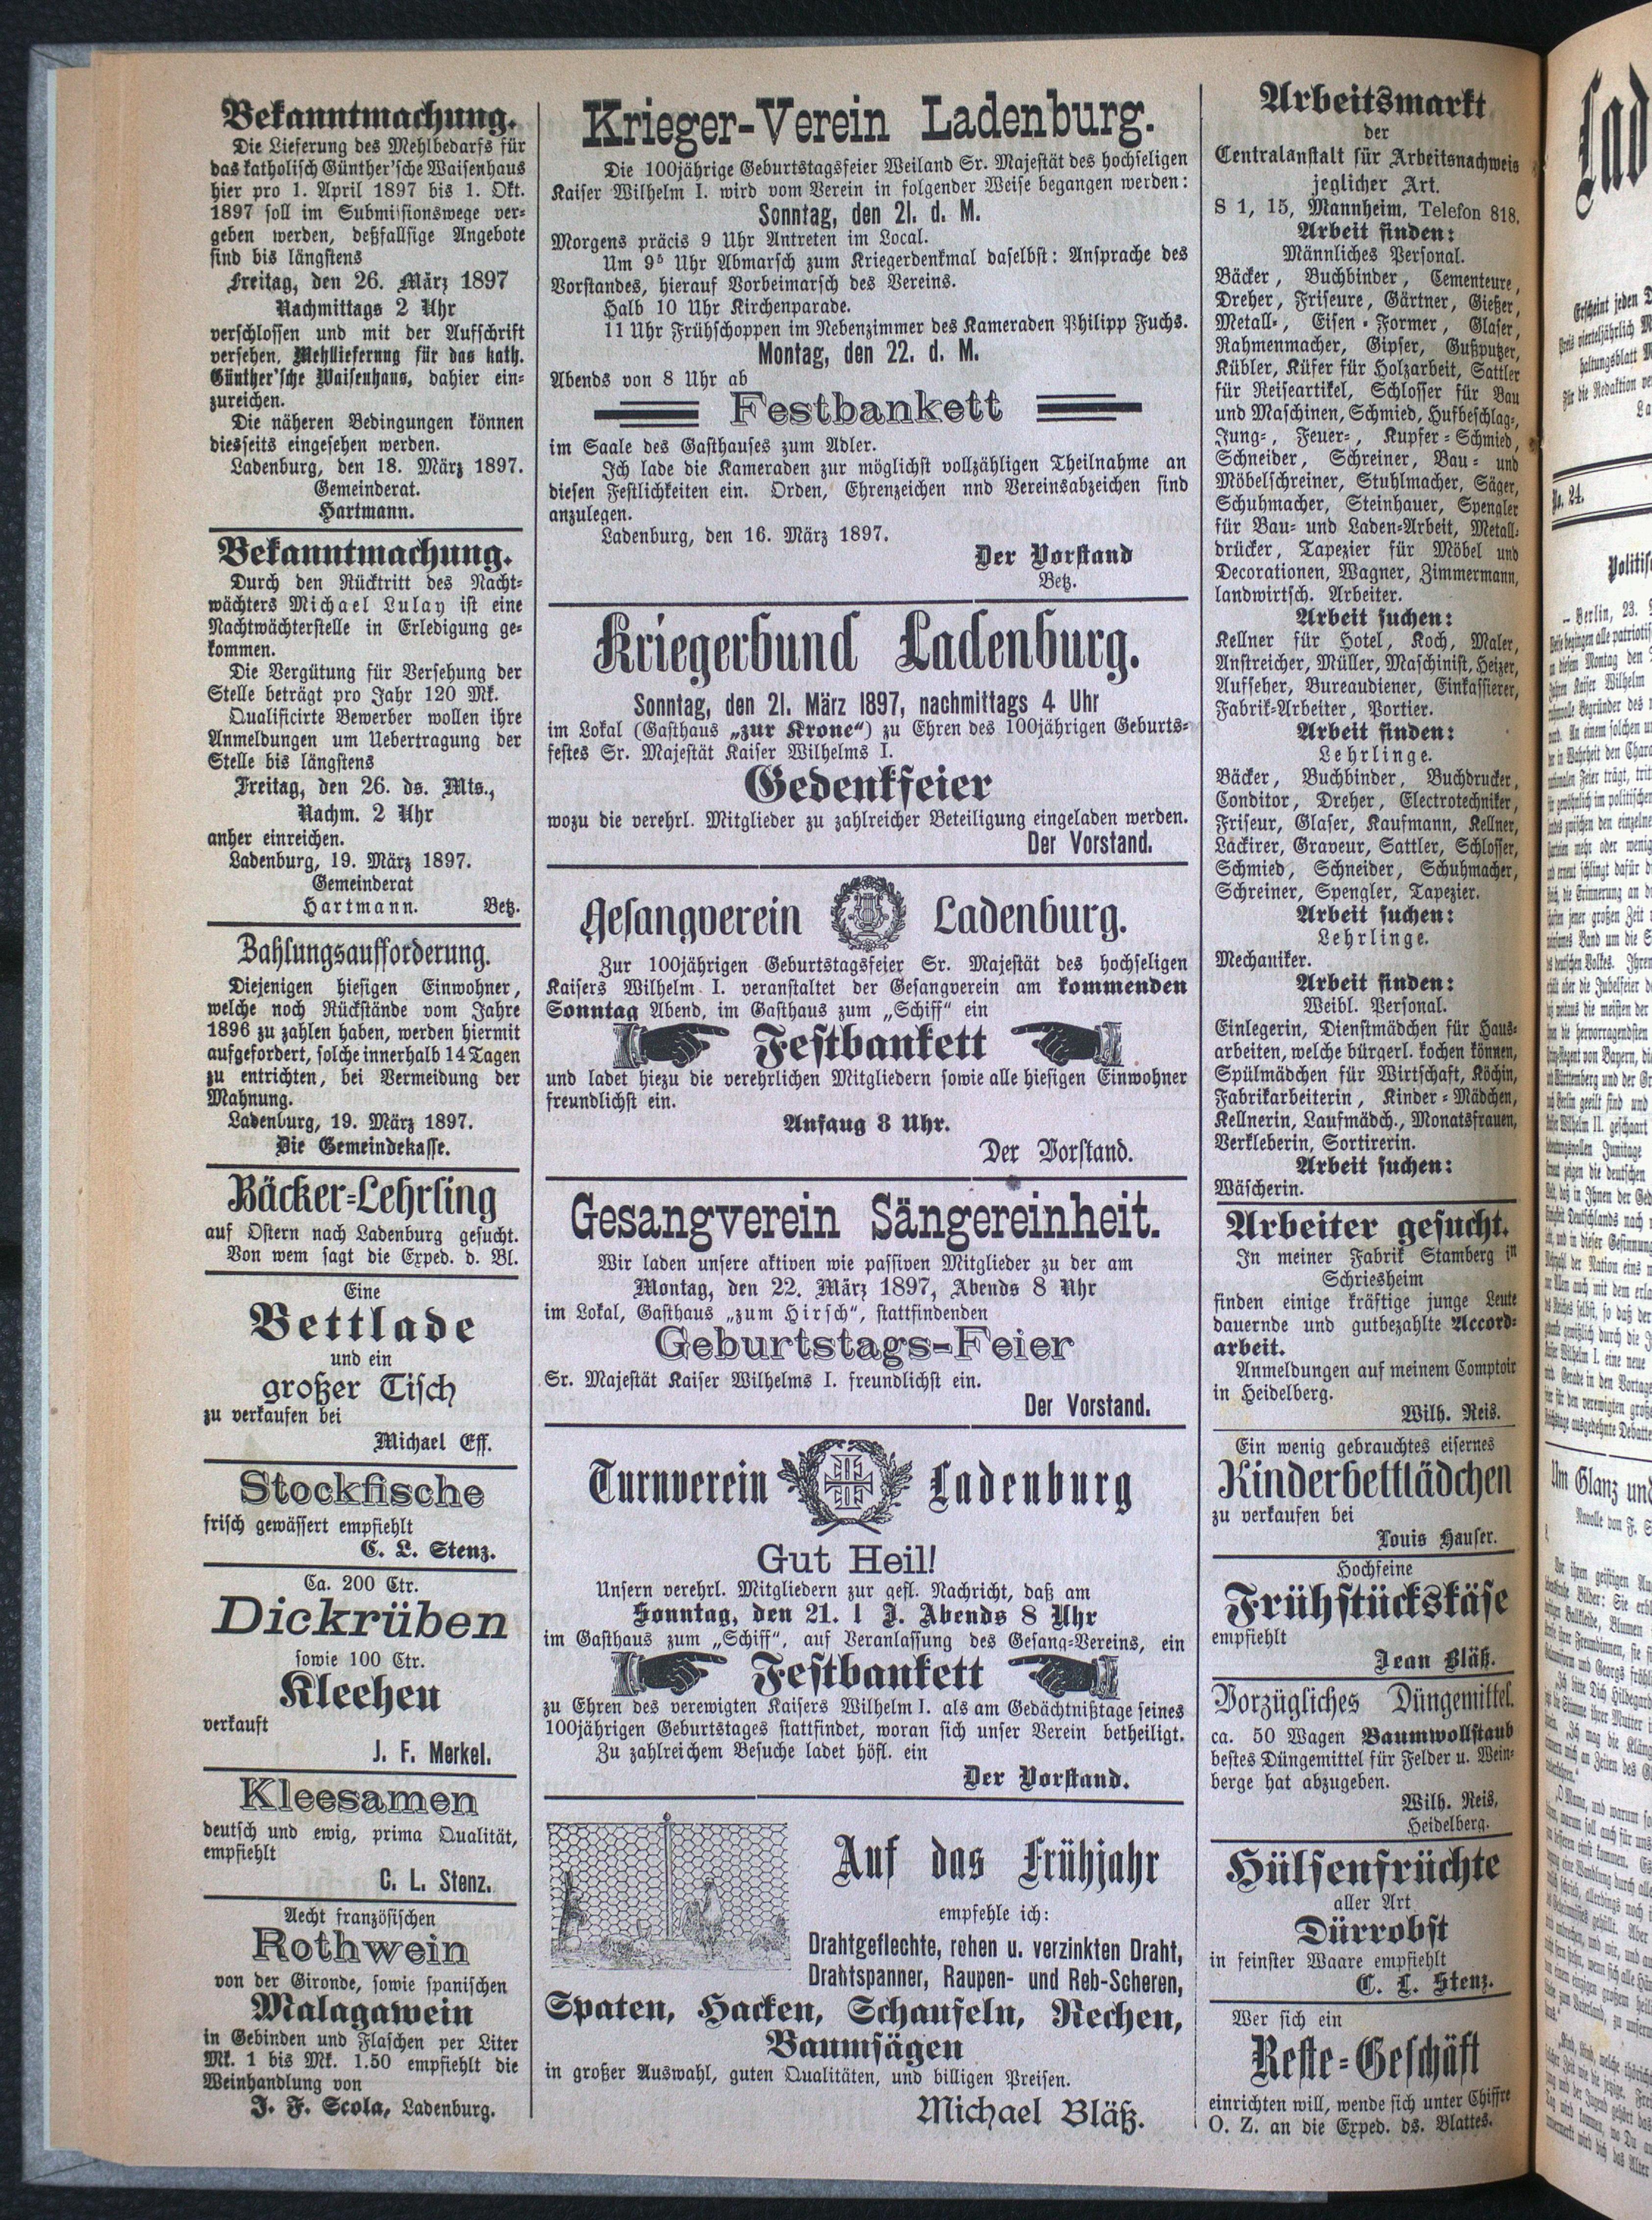 Bekanntmachung.
Die Lieferung des Mehlbedarfs für
das katholisch Günther'sche Waisenhaus
hier pro 1. April 1897 bis 1. Okt.
1897 soll im Submissionswege ver-
geben werden, deßfallsige Angebote
sind bis längstens
Freitag, den 26. März 1897
Nachmittags 2 Uhr
verschlossen und mit der Aufschrift
versehen, Mehllieferung für das kath.
Günther'sche Waisenhaus, dahier ein-
zureichen.
Die näheren Bedingungen können
diesseits eingesehen werden.
Ladenburg, den 18. März 1897.
Gemeinderat.
Hartmann.
Bekanntmachung.
Durch den Rücktritt des Nacht-
wächters Michael Lulay ist eine
Nachtwächterstelle in Erledigung ge-
kommen.
Die Vergütung für Versehung der
Stelle beträgt pro Jahr 120 Mk.
Qualificirte Bewerber wollen ihre
Anmeldungen um Uebertragung der
Stelle bis längstens
Freitag, den 26. ds. Mts.,
Nachm. 2 Uhr
anher einreichen.
Ladenburg, 19. März 1897.
Gemeinderat
Hartmann. Betz.
Zahlungsaufforderung.
Diejenigen hiesigen Einwohner,
welche noch Rückstände vom Jahre
1896 zu zahlen haben, werden hiermit
aufgefordert, solche innerhalb 14 Tagen
zu entrichten, bei Vermeidung der
Mahnung.
Ladenburg, 19. März 1897.
Die Gemeindekasse.
Bäcker-Lehrling
auf Ostern nach Ladenburg gesucht.
Von wem sagt die Exped. d. Bl.
Eine
Bettlade
und ein
großer Tisch
zu verkaufen bei
Michael Eff.
Stockfische
frisch gewässert empfiehlt
C. L. Stenz.
Ca. 200 Ctr.
Dickrüben
sowie 100 Ctr.
Kleeheu
verkauft
J. F. Merkel.
Kleesamen
deutsch und ewig, prima Qualität,
empfiehlt
C. L. Stenz.
Aecht französischen
Rothwein
von der Gironde, sowie spanischen
Malagawein
in Gebinden und Flaschen per Liter
Mk. 1 bis Mk. 1.50 empfiehlt die
Weinhandlung von
J. F. Scola, Ladenburg.
Krieger-Verein Ladenburg.
Die 100jährige Geburtstagsfeier Weiland Sr. Majestät des hochseligen
Kaiser Wilhelm I. wird vom Verein in folgender Weise begangen werden:
Sonntag, den 21. d. M.
Morgens präcis 9 Uhr Antreten im Local.
Um 9⁵ Uhr Abmarsch zum Kriegerdenkmal daselbst: Ansprache des
Vorstandes, hierauf Vorbeimarsch des Vereins.
Halb 10 Uhr Kirchenparade.
11 Uhr Frühschoppen im Nebenzimmer des Kameraden Philipp Fuchs.
Montag, den 22. d. M.
Abends von 8 Uhr ab
Festbankett
im Saale des Gasthauses zum Adler.
Ich lade die Kameraden zur möglichst vollzähligen Theilnahme an
diesen Festlichkeiten ein. Orden, Ehrenzeichen nnd Vereinsabzeichen sind
anzulegen.
Ladenburg, den 16. März 1897.
Der Vorstand
Betz.
Kriegerbund Ladenburg.
Sonntag, den 21. März 1897, nachmittags 4 Uhr
im Lokal (Gasthaus „zur Krone“) zu Ehren des 100jährigen Geburts-
festes Sr. Majestät Kaiser Wilhelms I.
Gedenkfeier
wozu die verehrl. Mitglieder zu zahlreicher Beteiligung eingeladen werden.
Der Vorstand.
Gesangverein Ladenburg.
Zur 100jährigen Geburtstagsfeier Sr. Majestät des hochseligen
Kaisers Wilhelm I. veranstaltet der Gesangverein am kommenden
Sonntag Abend, im Gasthaus zum „Schiff“ ein
Festbankett
und ladet hiezu die verehrlichen Mitgliedern sowie alle hiesigen Einwohner
freundlichst ein.
Anfang 8 Uhr.
Der Vorstand.
Gesangverein Sängereinheit.
Wir laden unsere aktiven wie passiven Mitglieder zu der am
Montag, den 22. März 1897, Abends 8 Uhr
im Lokal, Gasthaus „zum Hirsch“, stattfindenden
Geburtstags-Feier
Sr. Majestät Kaiser Wilhelms I. freundlichst ein.
Der Vorstand.
Turnverein Ladenburg
Gut Heil!
Unsern verehrl. Mitgliedern zur gefl. Nachricht, daß am
Sonntag, den 21. l J. Abends 8 Uhr
im Gasthaus zum „Schiff“, auf Veranlassung des Gesang-Vereins, ein
Festbankett
zu Ehren des verewigten Kaisers Wilhelm I. als am Gedächtnißtage seines
100jährigen Geburtstages stattfindet, woran sich unser Verein betheiligt.
Zu zahlreichem Besuche ladet höfl. ein
Der Vorstand.
Auf das Frühjahr
empfehle ich:
Drahtgeflechte, rohen u. verzinkten Draht,
Drahtspanner, Raupen- und Reb-Scheren,
Spaten, Hacken, Schaufeln, Rechen,
Baumsägen
in großer Auswahl, guten Qualitäten, und billigen Preisen.
Michael Bläß.
Arbeitsmarkt
der
Centralanstalt für Arbeitsnachweis
jeglicher Art.
S 1, 15, Mannheim, Telefon 818.
Arbeit finden:
Männliches Personal.
Bäcker, Buchbinder, Cementeure,
Dreher, Friseure, Gärtner, Gießer,
Metall-, Eisen-Former, Glaser,
Rahmenmacher, Gipser, Gußputzer,
Kübler, Küfer für Holzarbeit, Sattler
für Reiseartikel, Schlosser für Bau
und Maschinen, Schmied, Hufbeschlag-,
Jung-, Feuer-, Kupfer-Schmied,
Schneider, Schreiner, Bau- und
Möbelschreiner, Stuhlmacher, Säger,
Schuhmacher, Steinhauer, Spengler
für Bau- und Laden-Arbeit, Metall-
drücker, Tapezier für Möbel und
Decorationen, Wagner, Zimmermann,
landwirtsch. Arbeiter.
Arbeit suchen:
Kellner für Hotel, Koch, Maler,
Anstreicher, Müller, Maschinist, Heizer,
Aufseher, Bureaudiener, Einkassierer,
Fabrik-Arbeiter, Portier.
Arbeit finden:
Lehrlinge.
Bäcker, Buchbinder, Buchdrucker,
Conditor, Dreher, Electrotechniker,
Friseur, Glaser, Kaufmann, Kellner,
Lackirer, Graveur, Sattler, Schlosser,
Schmied, Schneider, Schuhmacher,
Schreiner, Spengler, Tapezier.
Arbeit suchen:
Lehrlinge.
Mechaniker.
Arbeit finden:
Weibl. Personal.
Einlegerin, Dienstmädchen für Haus-
arbeiten, welche bürgerl. kochen können,
Spülmädchen für Wirtschaft, Köchin,
Fabrikarbeiterin, Kinder-Mädchen,
Kellnerin, Laufmädch., Monatsfrauen,
Verkleberin, Sortirerin.
Arbeit suchen:
Wäscherin.
Arbeiter gesucht.
In meiner Fabrik Stamberg in
Schriesheim
finden einige kräftige junge Leute
dauernde und gutbezahlte Accord-
arbeit.
Anmeldungen auf meinem Comptoir
in Heidelberg.
Wilh. Reis.
Ein wenig gebrauchtes eisernes
Kinderbettlädchen
zu verkaufen bei
Louis Hauser.
Hochfeine
Frühstückskäse
empfiehlt
Jean Bläß.
Vorzügliches Düngemittel.
ca. 50 Wagen Baumwollstaub
bestes Düngemittel für Felder u. Wein-
berge hat abzugeben.
Wilh. Reis,
Heidelberg.
Hülsenfrüchte
aller Art
Dürrobst
in feinster Waare empfiehlt
C. L. Stenz.
Wer sich ein
Reste-Geschäft
einrichten will, wende sich unter Chiffre
O. Z. an die Exped. ds. Blattes.
Lad
Erscheint jeden
No. 24.
— Berlin, 23.
Um Glanz und
Novelle von F.